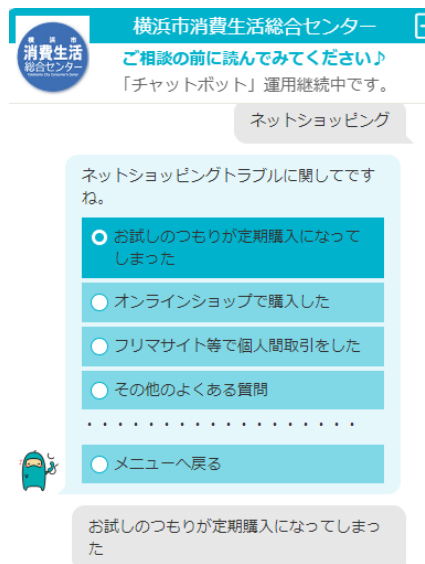 横浜市消費生活総合センター
横浜市
消費生活
総合センター
ご相談の前に読んでみてください♪
「チャットボット」運用継続中です。
ネットショッピング
ネットショッピングトラブルに関してです
ね。
お試しのつもりが定期購入になって
しまった
オンラインショップで購入した
フリマサイト等で個人間取引をした
その他のよくある質問
・・・・・・・・・・・・・・・・・・
メニューへ戻る
お試しのつもりが定期購入になってしまっ
た